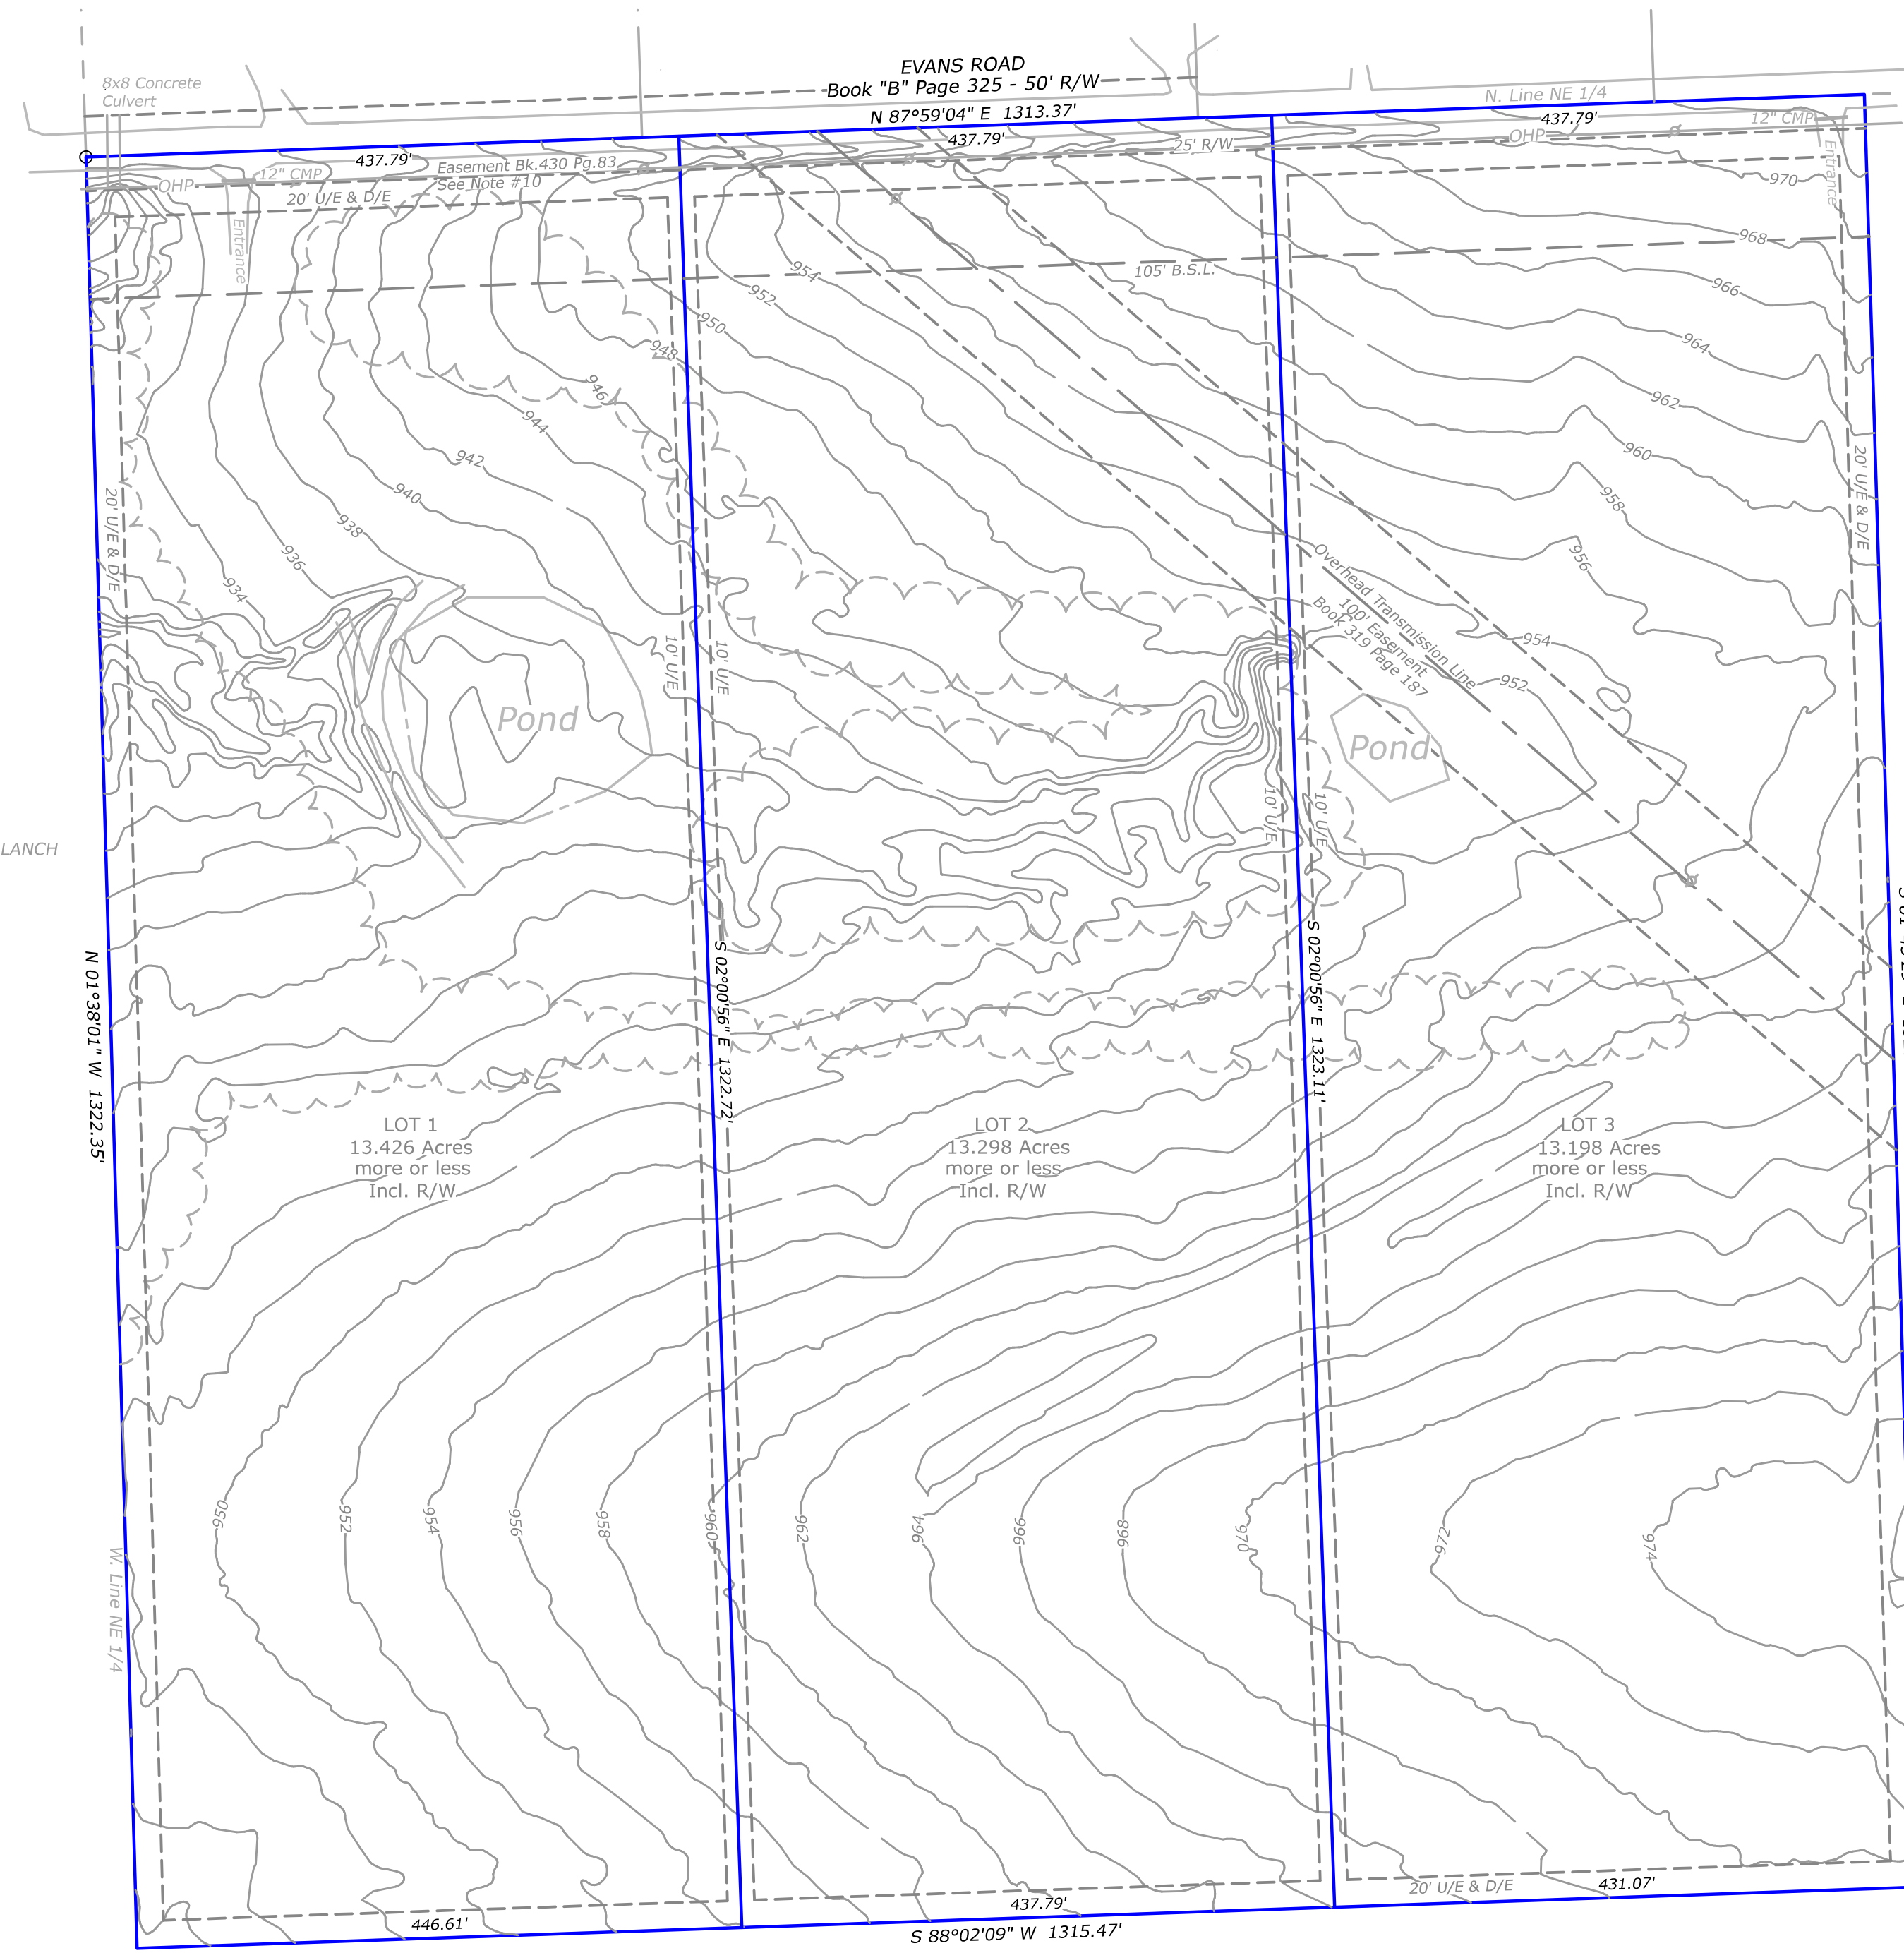 EVANS ROAD
Book "B" Page 325 - 50' R/W
N 87°59'04" E 1313.37'
8x8 Concrete
Culvert
N. Line NE 1/4
437.79'
437.79'
437.79'
12" CMP
OHP
25' R/W
Easement Bk.430 Pg.83
See Note #10
12" CMP
OHP
20' U/E & D/E
Entrance
Entrance
970
968
105' B.S.L.
966
954
952
950
948
964
962
960
958
956
946
944
942
940
938
936
934
20' U/E & D/E
20' U/E & D/E
Overhead Transmission Line
100' Easement
Book 319 Page 187
954
952
10' U/E
10' U/E
Pond
Pond
10' U/E
10' U/E
LANCH
N 01°38'01" W 1322.35'
S 02°00'56" E 1322.72'
S 02°00'56" E 1323.11'
LOT 1
13.426 Acres
more or less
Incl. R/W
LOT 2
13.298 Acres
more or less
Incl. R/W
LOT 3
13.198 Acres
more or less
Incl. R/W
950
952
954
956
958
960
962
964
966
968
970
972
974
W. Line NE 1/4
20' U/E & D/E
446.61'
437.79'
431.07'
S 88°02'09" W 1315.47'